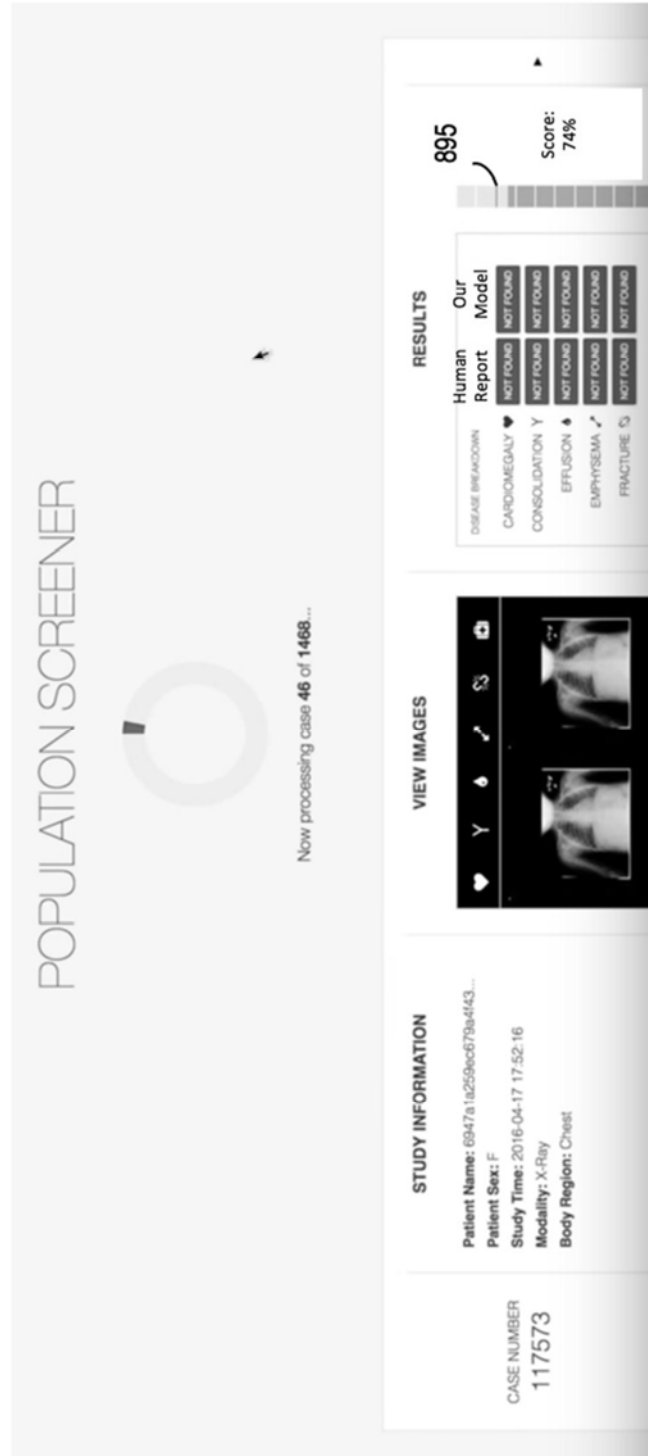 POPULATION SCREENER
Now processing case 46 of 1468...
CASE NUMBER
117573
STUDY INFORMATION
Patient Name: 6947a1a259ec679a4f43...
Patient Sex: F
Study Time: 2016-04-17 17:52:16
Modality: X-Ray
Body Region: Chest
VIEW IMAGES
RESULTS
Human Report
Our Model
DISEASE BREAKDOWN
CARDIOMEGALY NOT FOUND NOT FOUND
CONSOLIDATION NOT FOUND NOT FOUND
EFFUSION NOT FOUND NOT FOUND
EMPHYSEMA NOT FOUND NOT FOUND
FRACTURE NOT FOUND NOT FOUND
895
Score:
74%